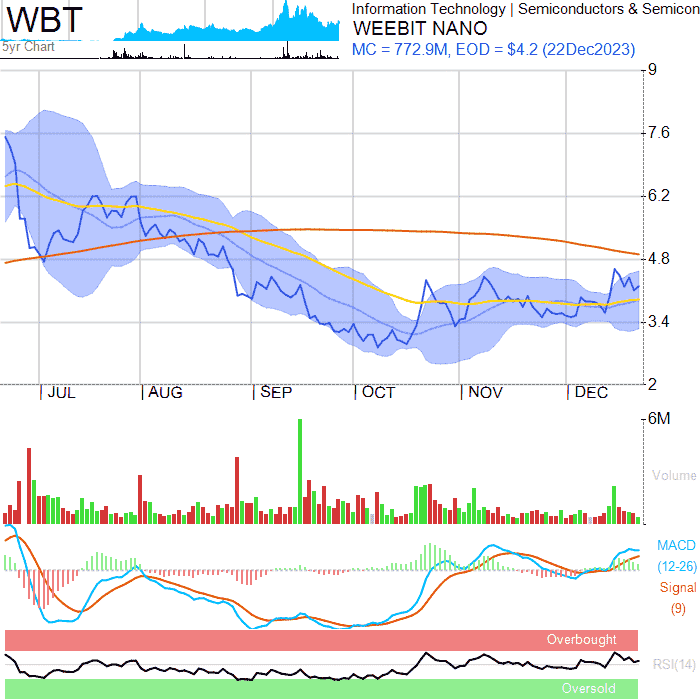 WBT
5yr Chart
Information Technology | Semiconductors & Semicon
WEEBIT NANO
MC = 772.9M, EOD = $4.2 (22Dec2023)
9
7.6
6.2
4.8
3.4
2
JUL
AUG
SEP
OCT
NOV
DEC
6M
Volume
MACD
(12-26)
Signal
(9)
Overbought
RSI(14)
Oversold